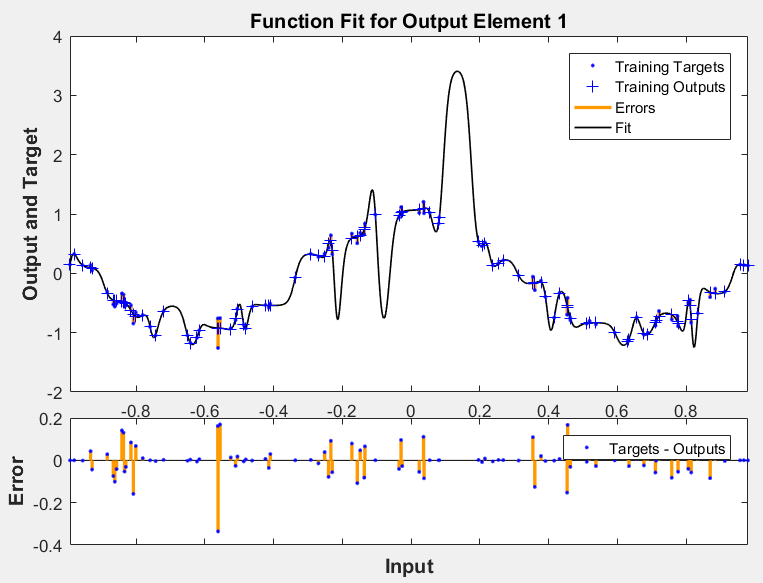 Function Fit for Output Element 1
4
3
2
1
0
-1
-2
Output and Target
Training Targets
Training Outputs
Errors
Fit
-0.8 -0.6 -0.4 -0.2 0 0.2 0.4 0.6 0.8
0.2
0
-0.2
-0.4
Error
Targets - Outputs
Input